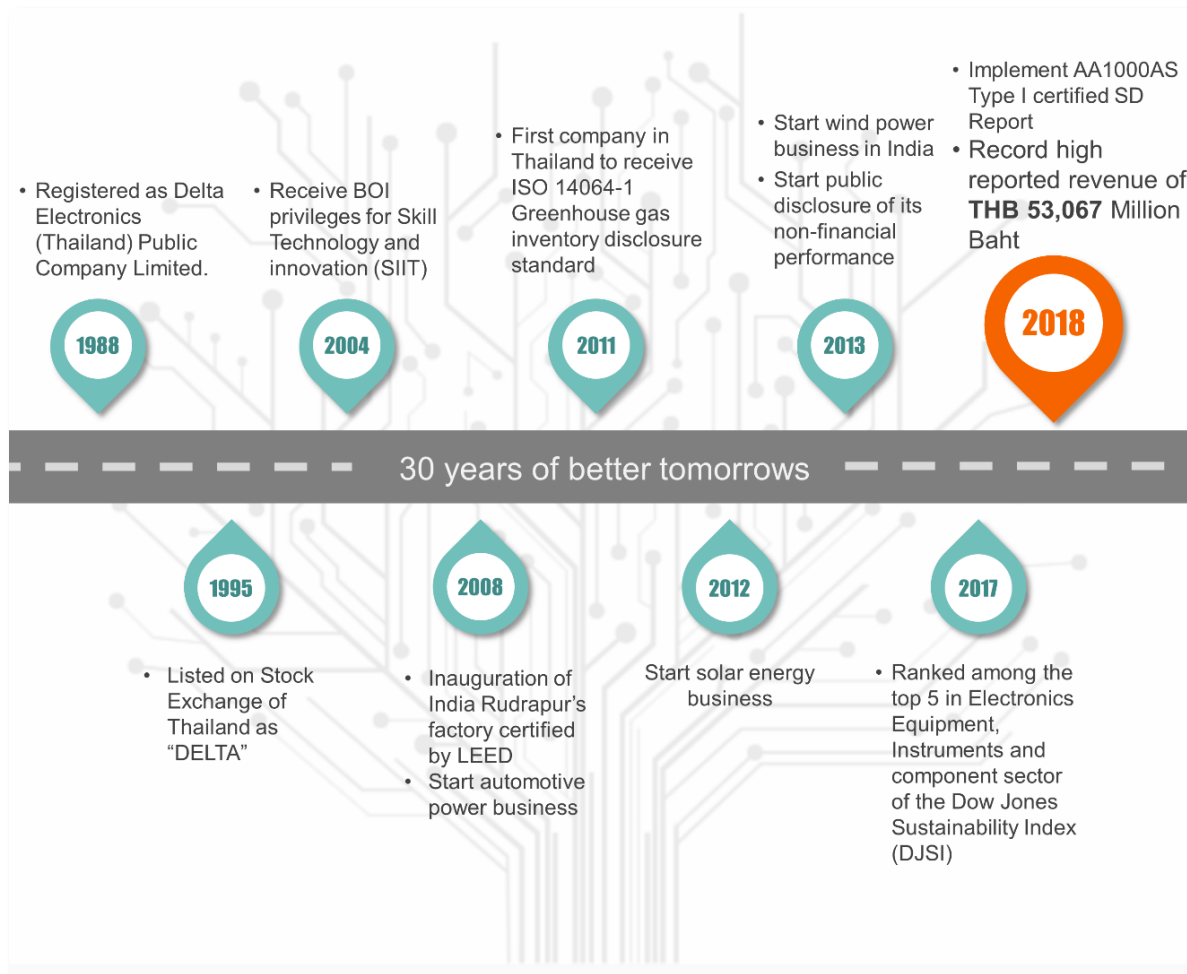 • Registered as Delta
Electronics
(Thailand) Public
Company Limited.
1988
• Receive BOI
privileges for Skill
Technology and
innovation (SIIT)
2004
• First company in
Thailand to receive
ISO 14064-1
Greenhouse gas
inventory disclosure
standard
2011
• Start wind power
business in India
• Start public
disclosure of its
non-financial
performance
2013
• Implement AA1000AS
Type I certified SD
Report
• Record high
reported revenue of
THB 53,067 Million
Baht
2018
30 years of better tomorrows
1995
• Listed on Stock
Exchange of
Thailand as
“DELTA”
2008
• Inauguration of
India Rudrapur’s
factory certified
by LEED
• Start automotive
power business
2012
Start solar energy
business
2017
• Ranked among the
top 5 in Electronics
Equipment,
Instruments and
component sector
of the Dow Jones
Sustainability Index
(DJSI)